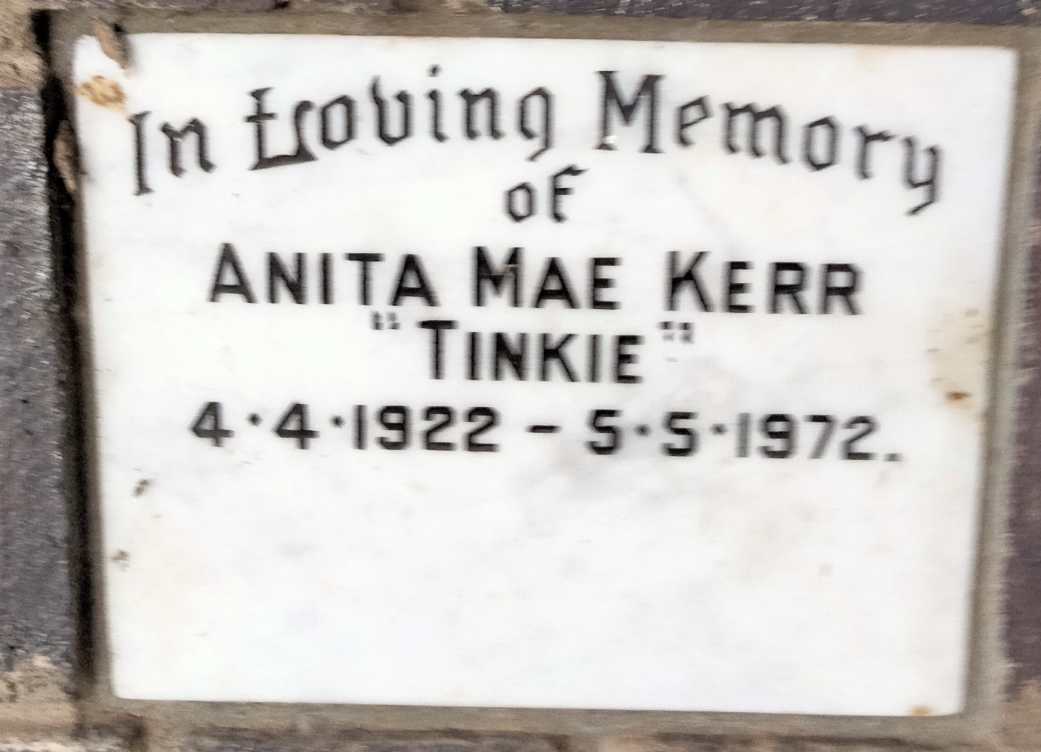 In Loving Memory
of
ANITA MAE KERR
"TINKIE"
4·4·1922 - 5·5·1972.